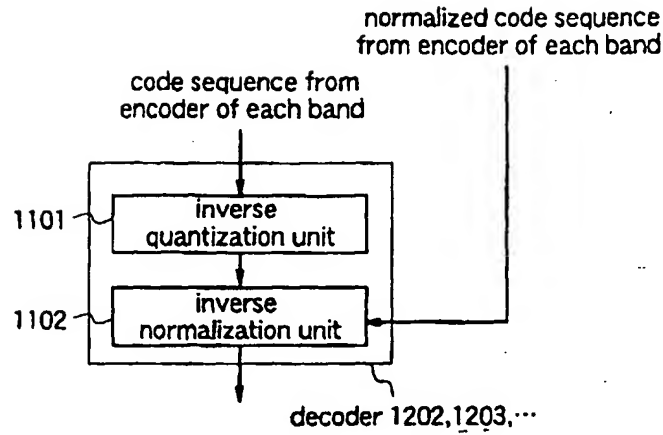 normalized code sequence
from encoder of each band
code sequence from
encoder of each band
1101
inverse
quantization unit
1102
inverse
normalization unit
decoder 1202,1203,···